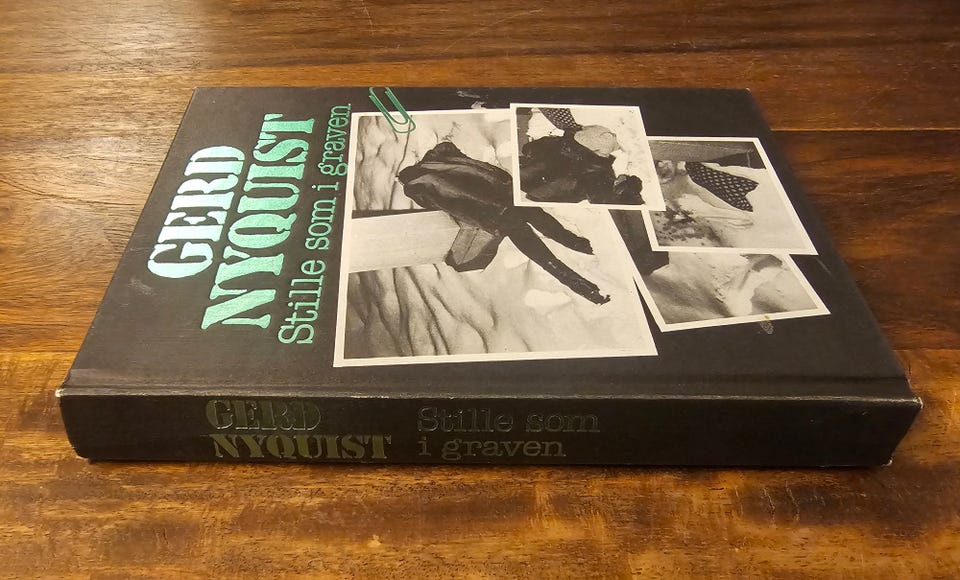 GERD
NYQUIST
Stille som i graven
GERD
NYQUIST
Stille som
i graven